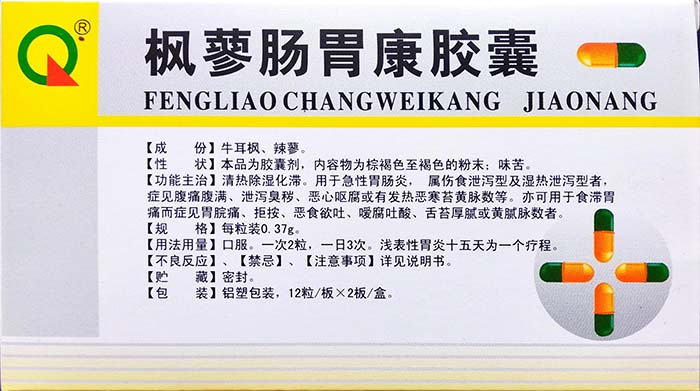 Q®
枫蓼肠胃康胶囊
FENGLIAO CHANGWEIKANG JIAONANG
【成 份】牛耳枫、辣蓼。
【性 状】本品为胶囊剂，内容物为棕褐色至褐色的粉末；味苦。
【功能主治】清热除湿化滞。用于急性胃肠炎， 属伤食泄泻型及湿热泄泻型者，
症见腹痛腹满、泄泻臭秽、恶心呕腐或有发热恶寒苔黄脉数等。亦可用于食滞胃
痛而症见胃脘痛、拒按、恶食欲吐、嗳腐吐酸、舌苔厚腻或黄腻脉数者。
【规 格】每粒装0.37g。
【用法用量】口服。一次2粒，一日3次。浅表性胃炎十五天为一个疗程。
【不良反应】、【禁忌】、【注意事项】详见说明书。
【贮 藏】密封。
【包 装】铝塑包装，12粒/板×2板/盒。